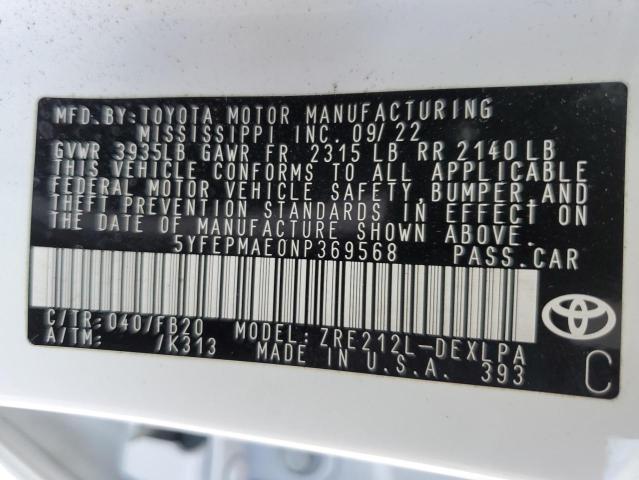 MFD.BY:TOYOTA MOTOR MANUFACTURING
MISSISSIPPI INC. 09/22
GVWR 3935LB GAWR FR 2315 LB RR 2140LB
THIS VEHICLE CONFORMS TO ALL APPLICABLE
FEDERAL MOTOR VEHICLE SAFETY, BUMPER, AND
THEFT PREVENTION STANDARDS IN EFFECT ON
THE DATE OF MANUFACTURE SHOWN ABOVE.
5YFEPMAE0NP369568 PASS.CAR
C/TR:040/FB20 MODEL:ZRE212L-DEXLPA
A/TM: /K313 MADE IN U.S.A. 393
C